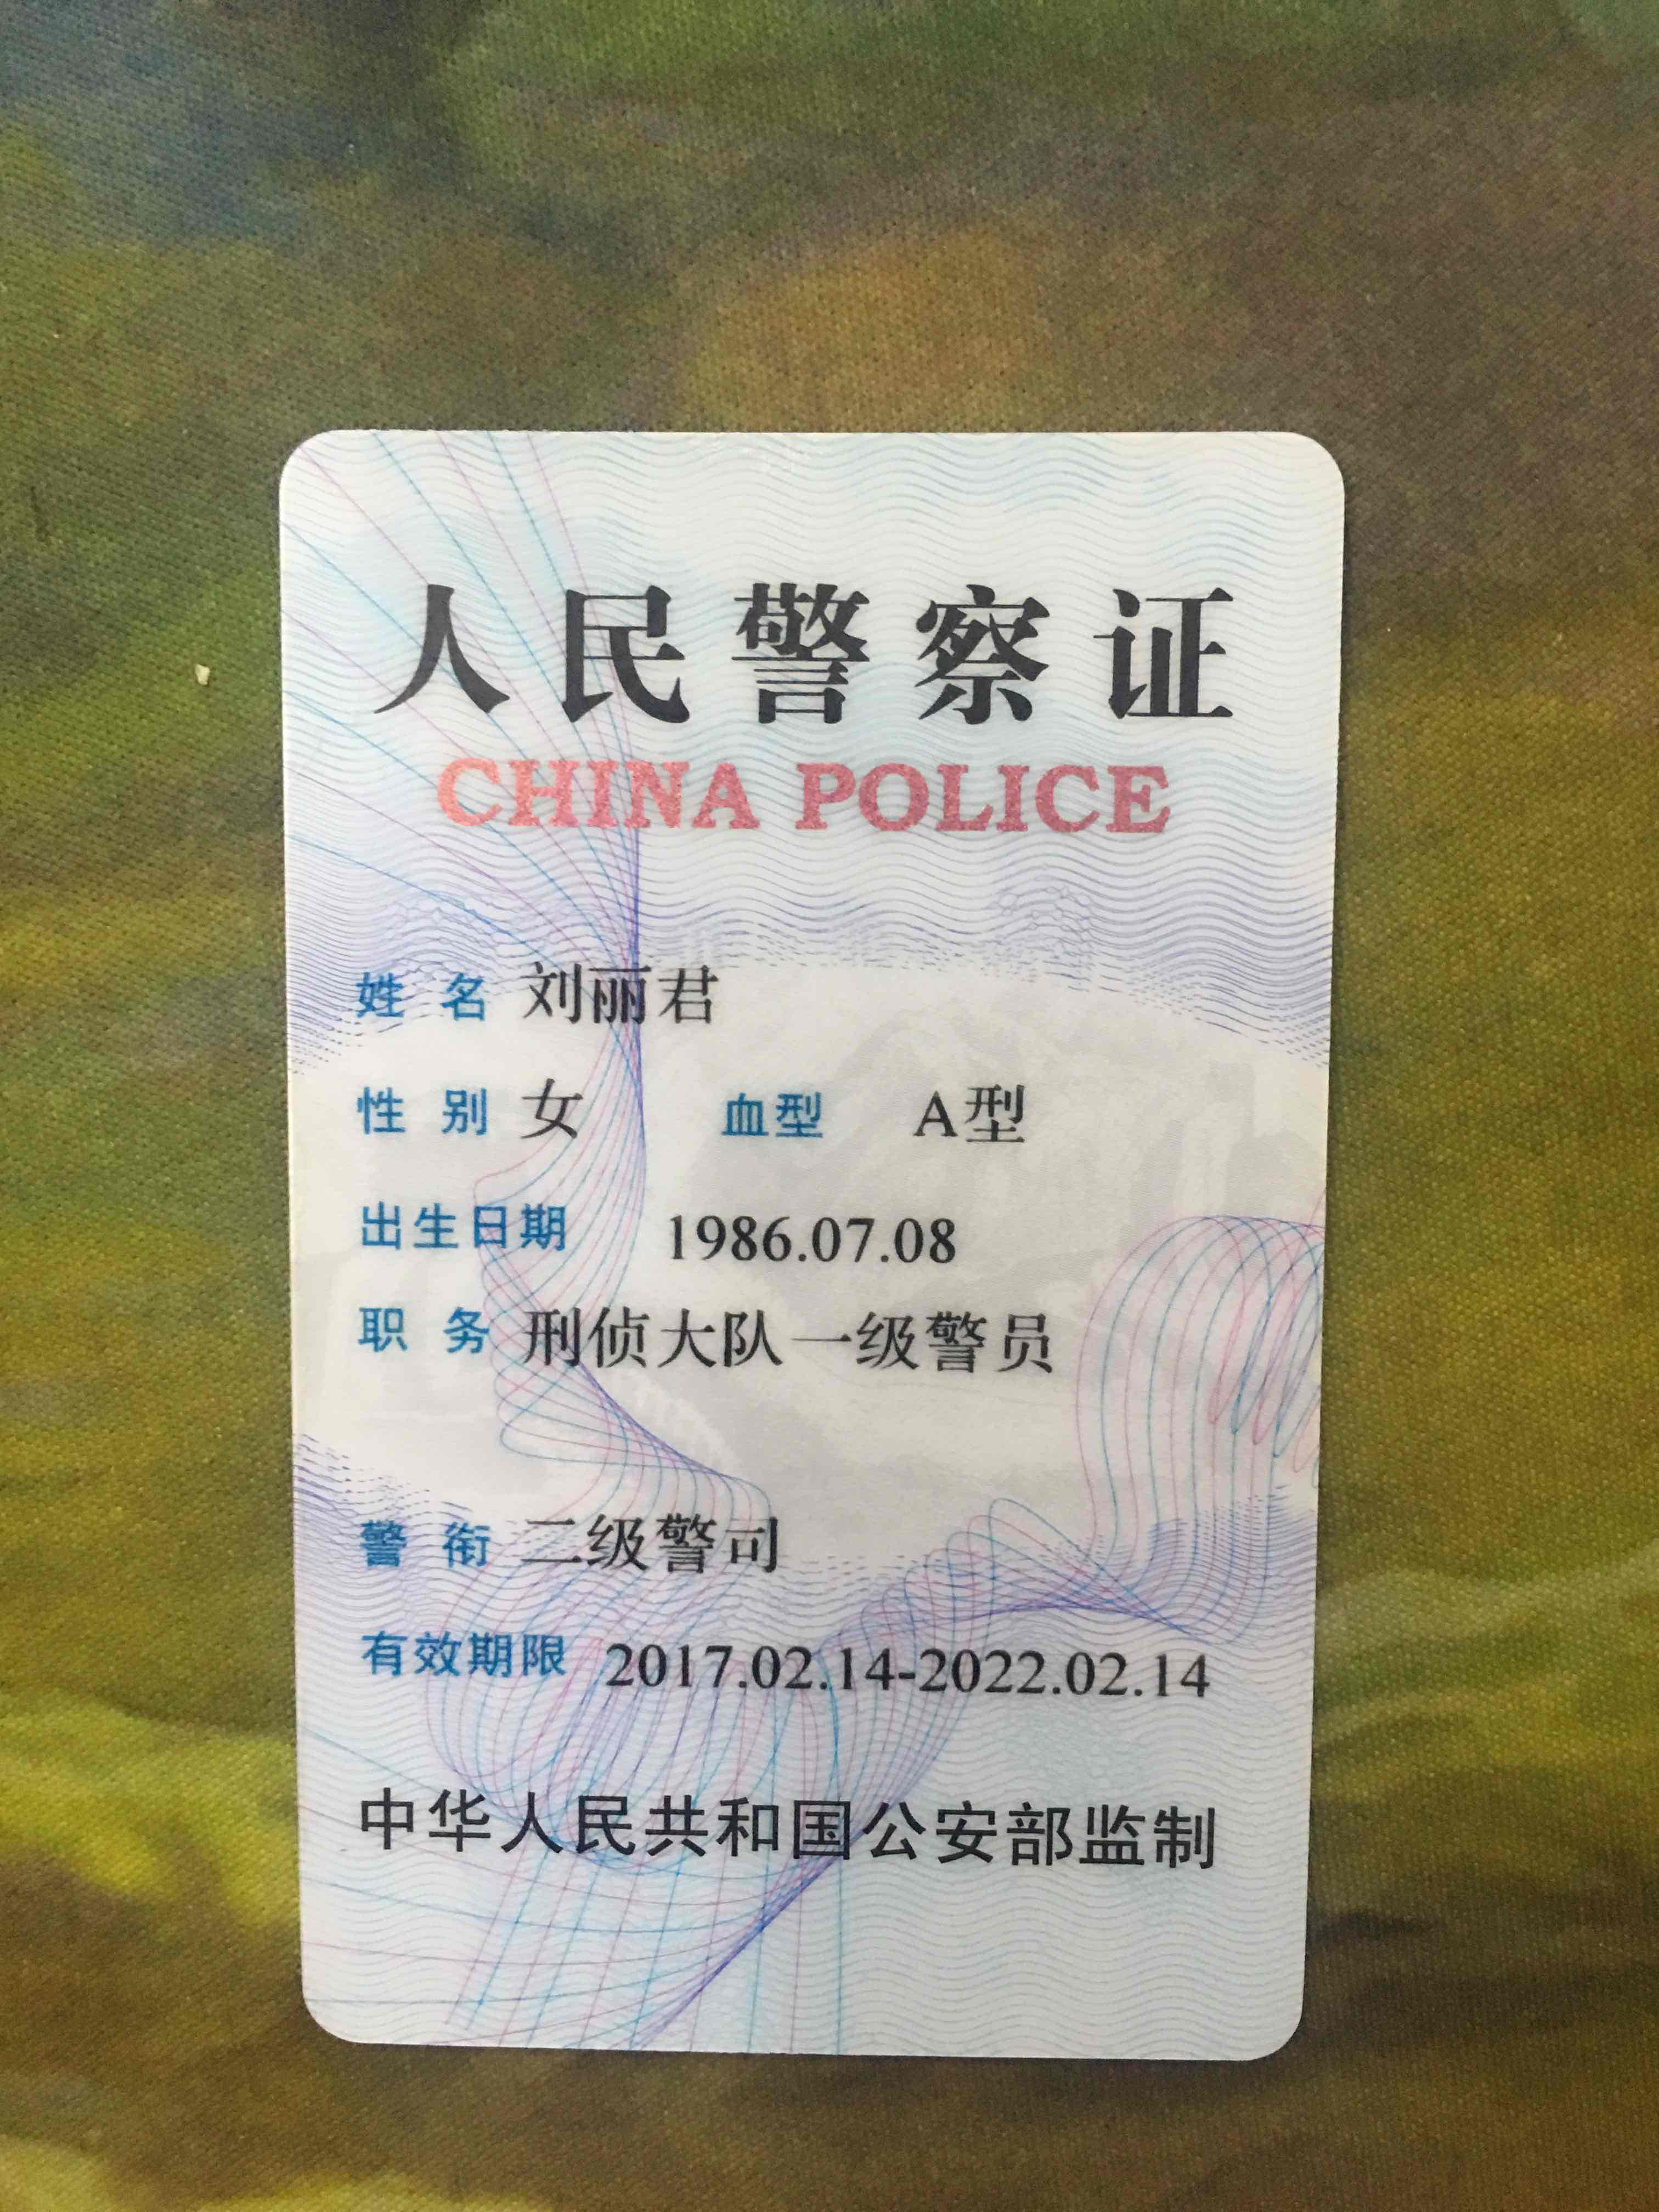 人民警察证
CHINA POLICE
姓 名 刘丽君
性 别 女 血型 A型
出生日期 1986.07.08
职 务 刑侦大队一级警员
警 衔 二级警司
有效期限 2017.02.14-2022.02.14
中华人民共和国公安部监制